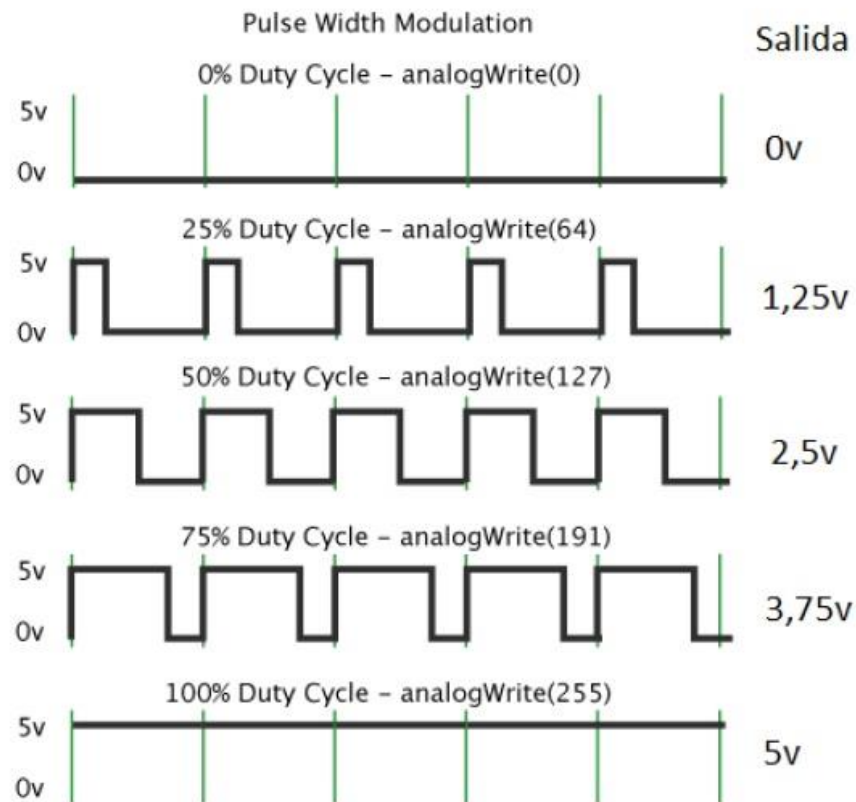 Pulse Width Modulation
Salida
0% Duty Cycle – analogWrite(0)
5v
0v
0v
25% Duty Cycle – analogWrite(64)
5v
0v
1,25v
50% Duty Cycle – analogWrite(127)
5v
0v
2,5v
75% Duty Cycle – analogWrite(191)
5v
0v
3,75v
100% Duty Cycle – analogWrite(255)
5v
0v
5v